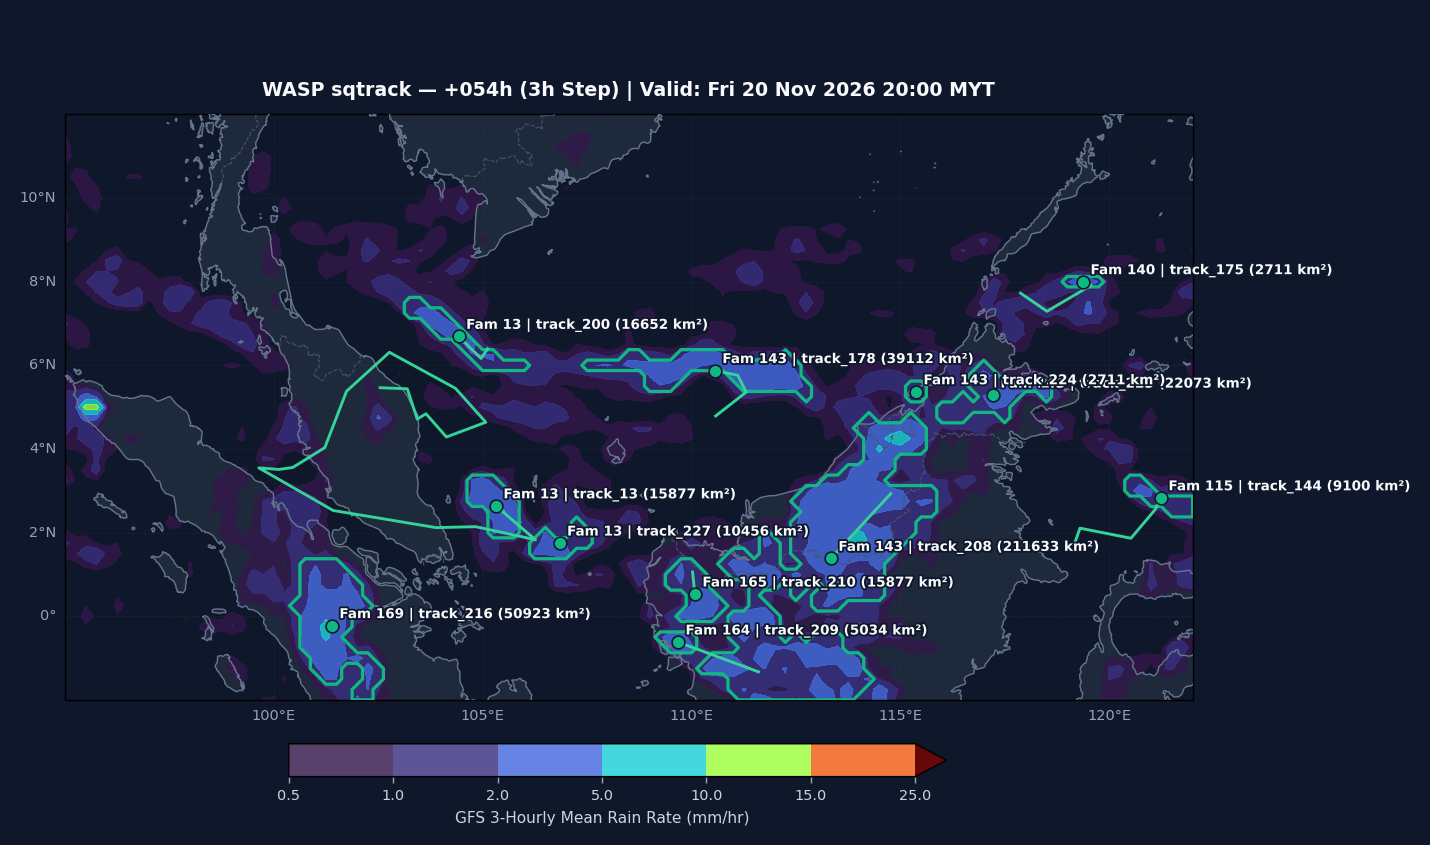 WASP sqtrack — +054h (3h Step) | Valid: Fri 20 Nov 2026 20:00 MYT
10°N
8°N
6°N
4°N
2°N
0°
Fam 140 | track_175 (2711 km²)
Fam 13 | track_200 (16652 km²)
Fam 143 | track_178 (39112 km²)
Fam 143 | track_224 (2711 km²)
22073 km²)
Fam 115 | track_144 (9100 km²)
Fam 13 | track_13 (15877 km²)
Fam 13 | track_227 (10456 km²)
Fam 143 | track_208 (211633 km²)
Fam 165 | track_210 (15877 km²)
Fam 169 | track_216 (50923 km²)
Fam 164 | track_209 (5034 km²)
100°E 105°E 110°E 115°E 120°E
0.5 1.0 2.0 5.0 10.0 15.0 25.0
GFS 3-Hourly Mean Rain Rate (mm/hr)